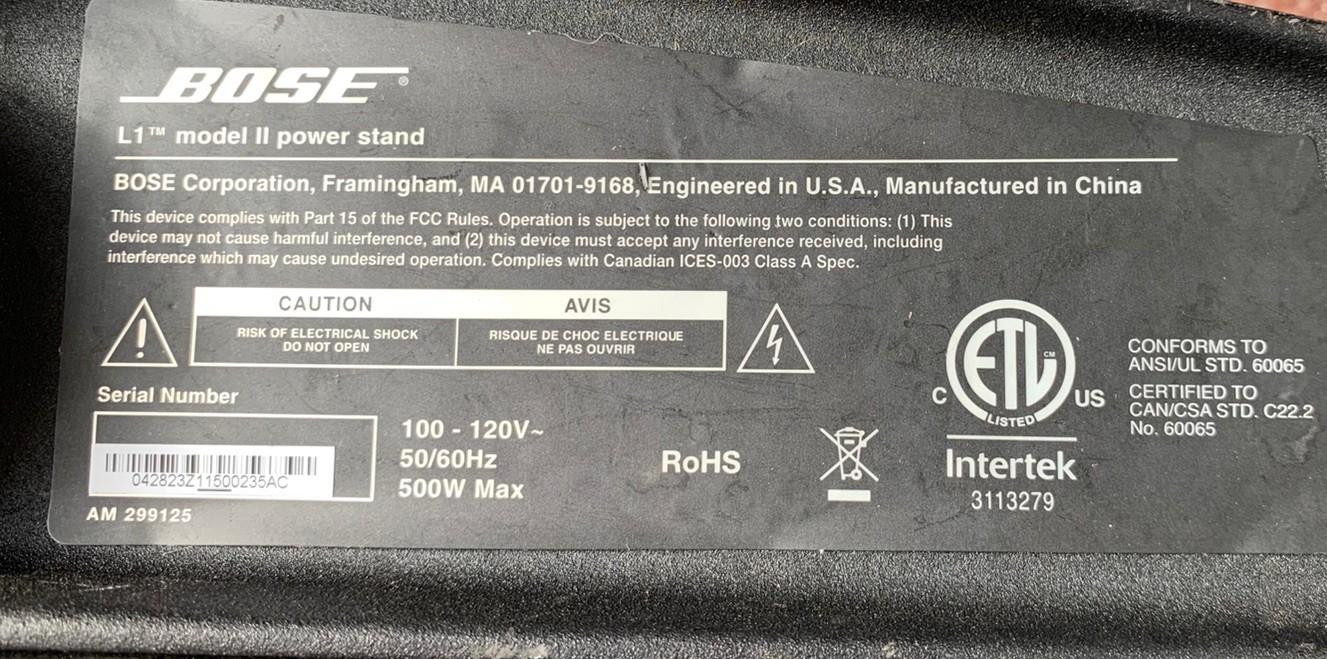 BOSE®
L1™ model II power stand
BOSE Corporation, Framingham, MA 01701-9168, Engineered in U.S.A., Manufactured in China
This device complies with Part 15 of the FCC Rules. Operation is subject to the following two conditions: (1) This
device may not cause harmful interference, and (2) this device must accept any interference received, including
interference which may cause undesired operation. Complies with Canadian ICES-003 Class A Spec.
CAUTION
RISK OF ELECTRICAL SHOCK
DO NOT OPEN
AVIS
RISQUE DE CHOC ELECTRIQUE
NE PAS OUVRIR
Serial Number
042823Z11500235AC
AM 299125
100 - 120V~
50/60Hz
500W Max
RoHS
C ETL CM US
LISTED
Intertek
3113279
CONFORMS TO
ANSI/UL STD. 60065
CERTIFIED TO
CAN/CSA STD. C22.2
No. 60065